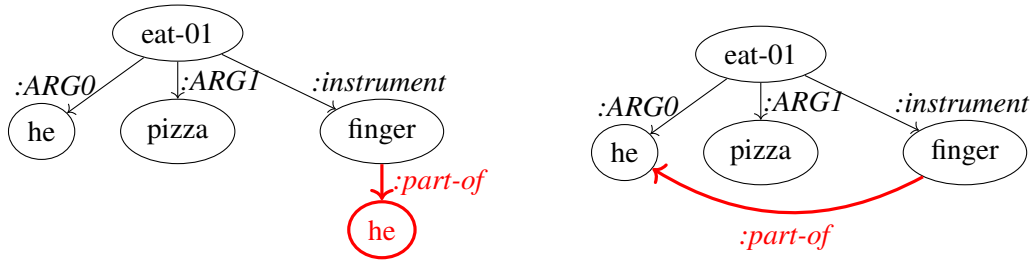 eat-01
:ARG0 :ARG1 :instrument
he pizza finger
:part-of
he
eat-01
:ARG0 :ARG1 :instrument
he pizza finger
:part-of